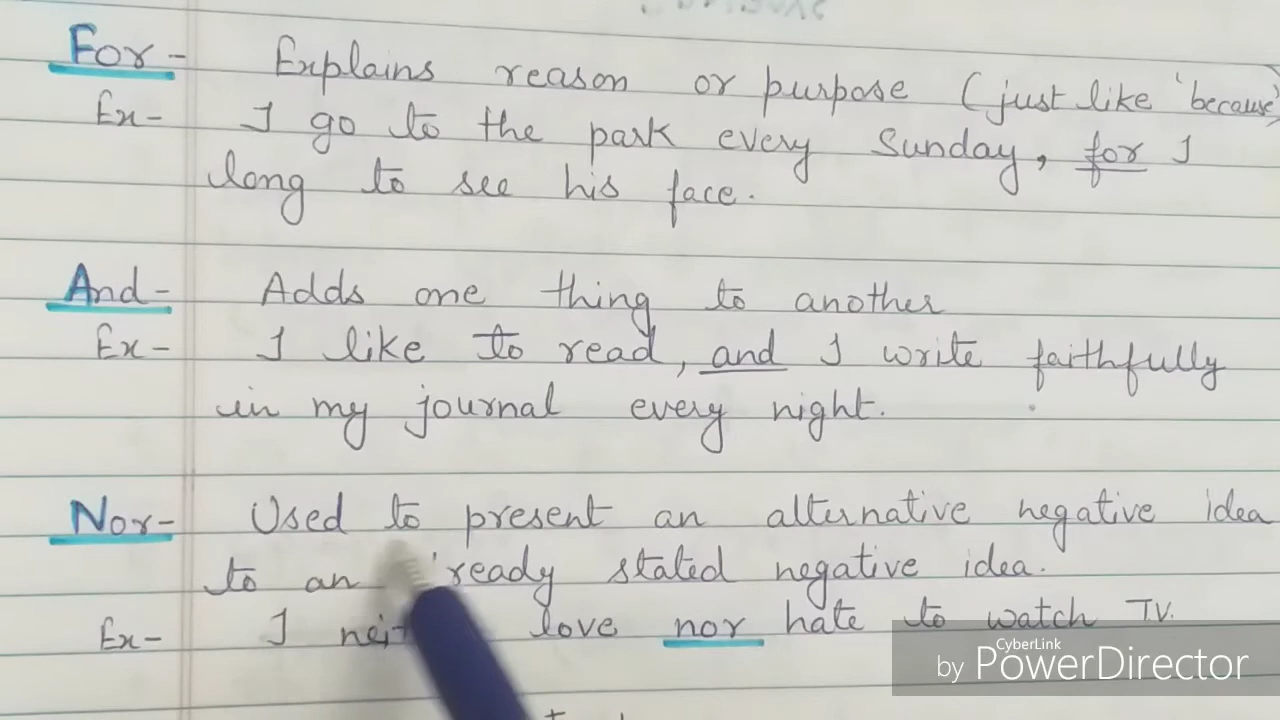 For - Explains reason or purpose (just like 'because')
Ex - I go to the park every Sunday, for I
long to see his face.
And - Adds one thing to another
Ex - I like to read, and I write faithfully
in my journal every night.
Nor - Used to present an alternative negative idea
to an 'ready stated negative idea.
Ex - I nei love nor hate to watch T.V.
by CyberLink PowerDirector